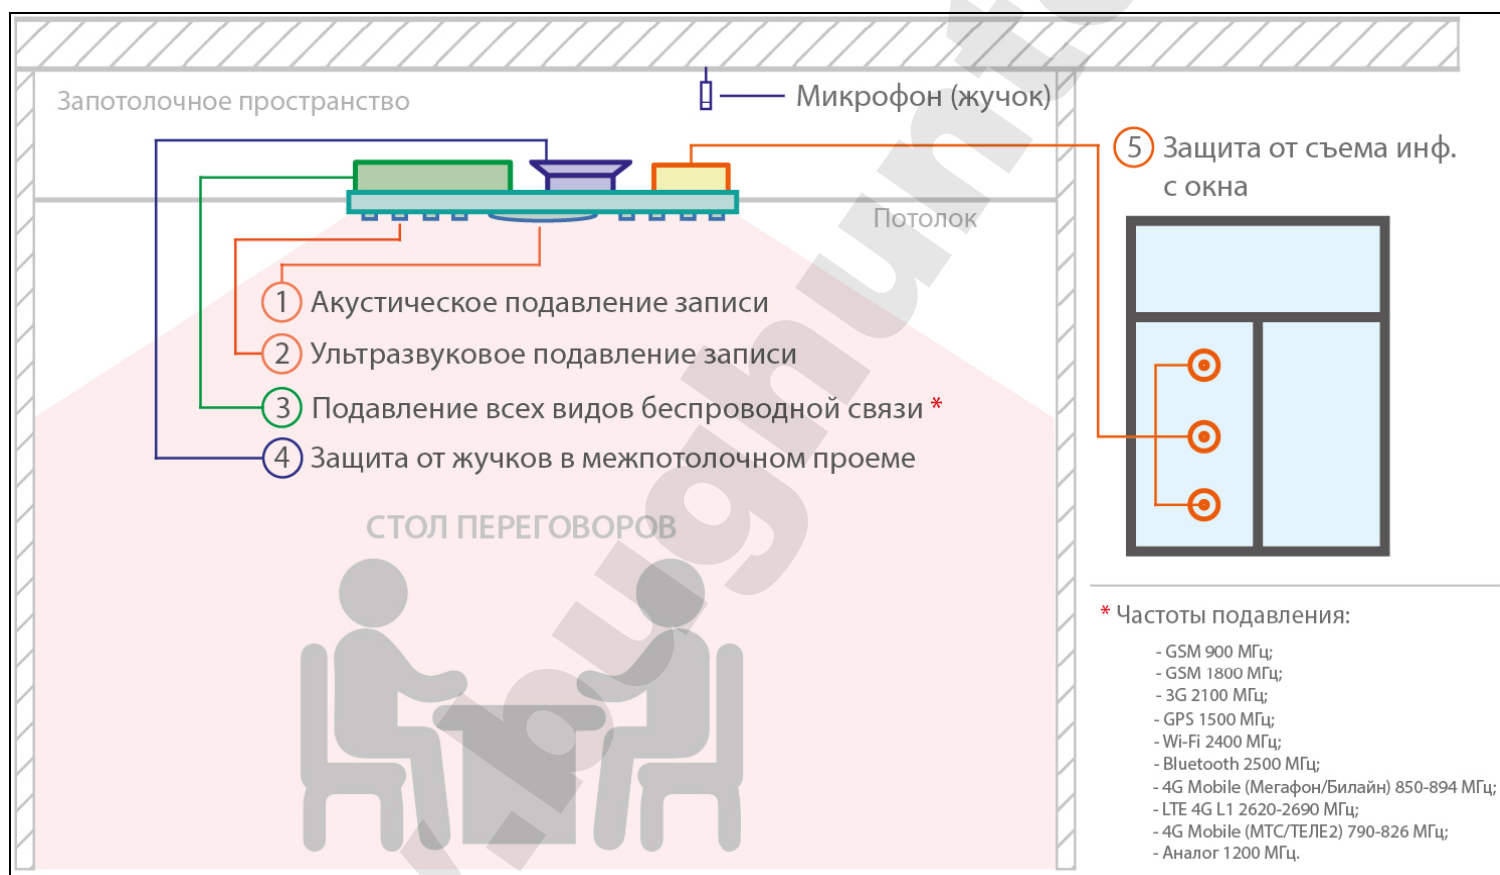 Запотолочное пространство
Микрофон (жучок)
5 Защита от съема инф.
с окна
Потолок
1 Акустическое подавление записи
2 Ультразвуковое подавление записи
3 Подавление всех видов беспроводной связи *
4 Защита от жучков в межпотолочном проеме
СТОЛ ПЕРЕГОВОРОВ
* Частоты подавления:
- GSM 900 МГц;
- GSM 1800 МГц;
- 3G 2100 МГц;
- GPS 1500 МГц;
- Wi-Fi 2400 МГц;
- Bluetooth 2500 МГц;
- 4G Mobile (Мегафон/Билайн) 850-894 МГц;
- LTE 4G L1 2620-2690 МГц;
- 4G Mobile (МТС/ТЕЛЕ2) 790-826 МГц;
- Аналог 1200 МГц.